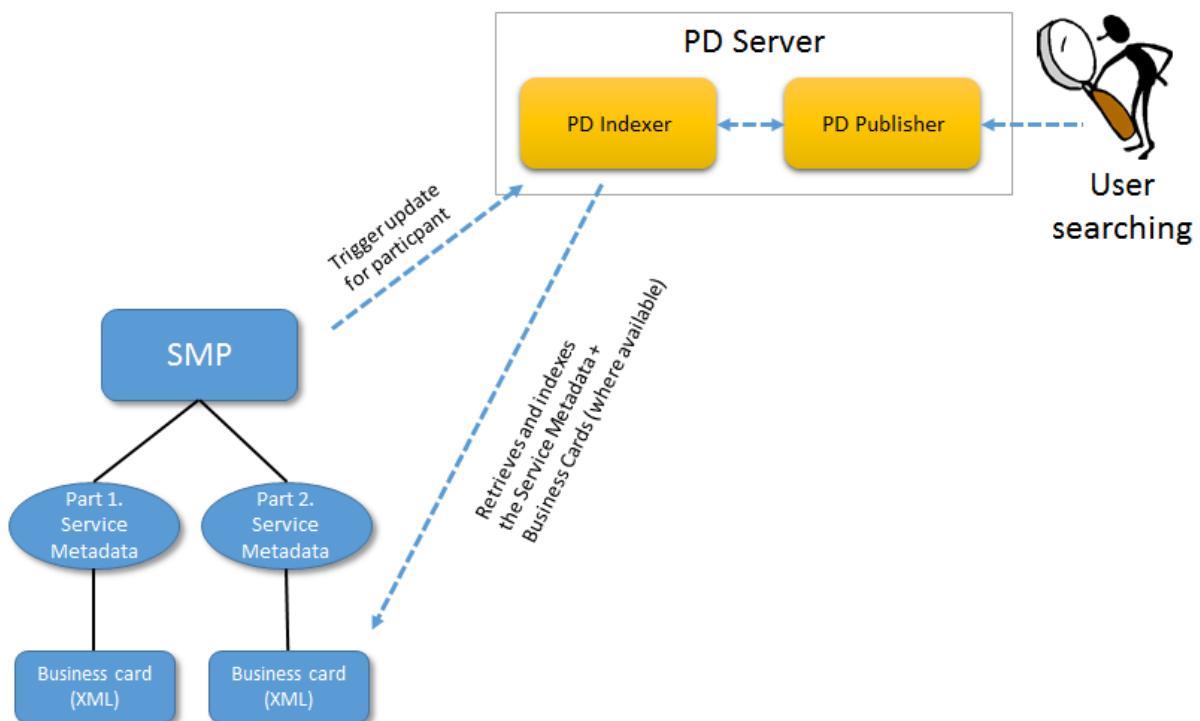 PD Server
PD Indexer
PD Publisher
User
searching
Trigger update
for particpant
Retrieves and indexes
the Service Metadata +
Business Cards (where available)
SMP
Part 1.
Service
Metadata
Part 2.
Service
Metadata
Business card
(XML)
Business card
(XML)